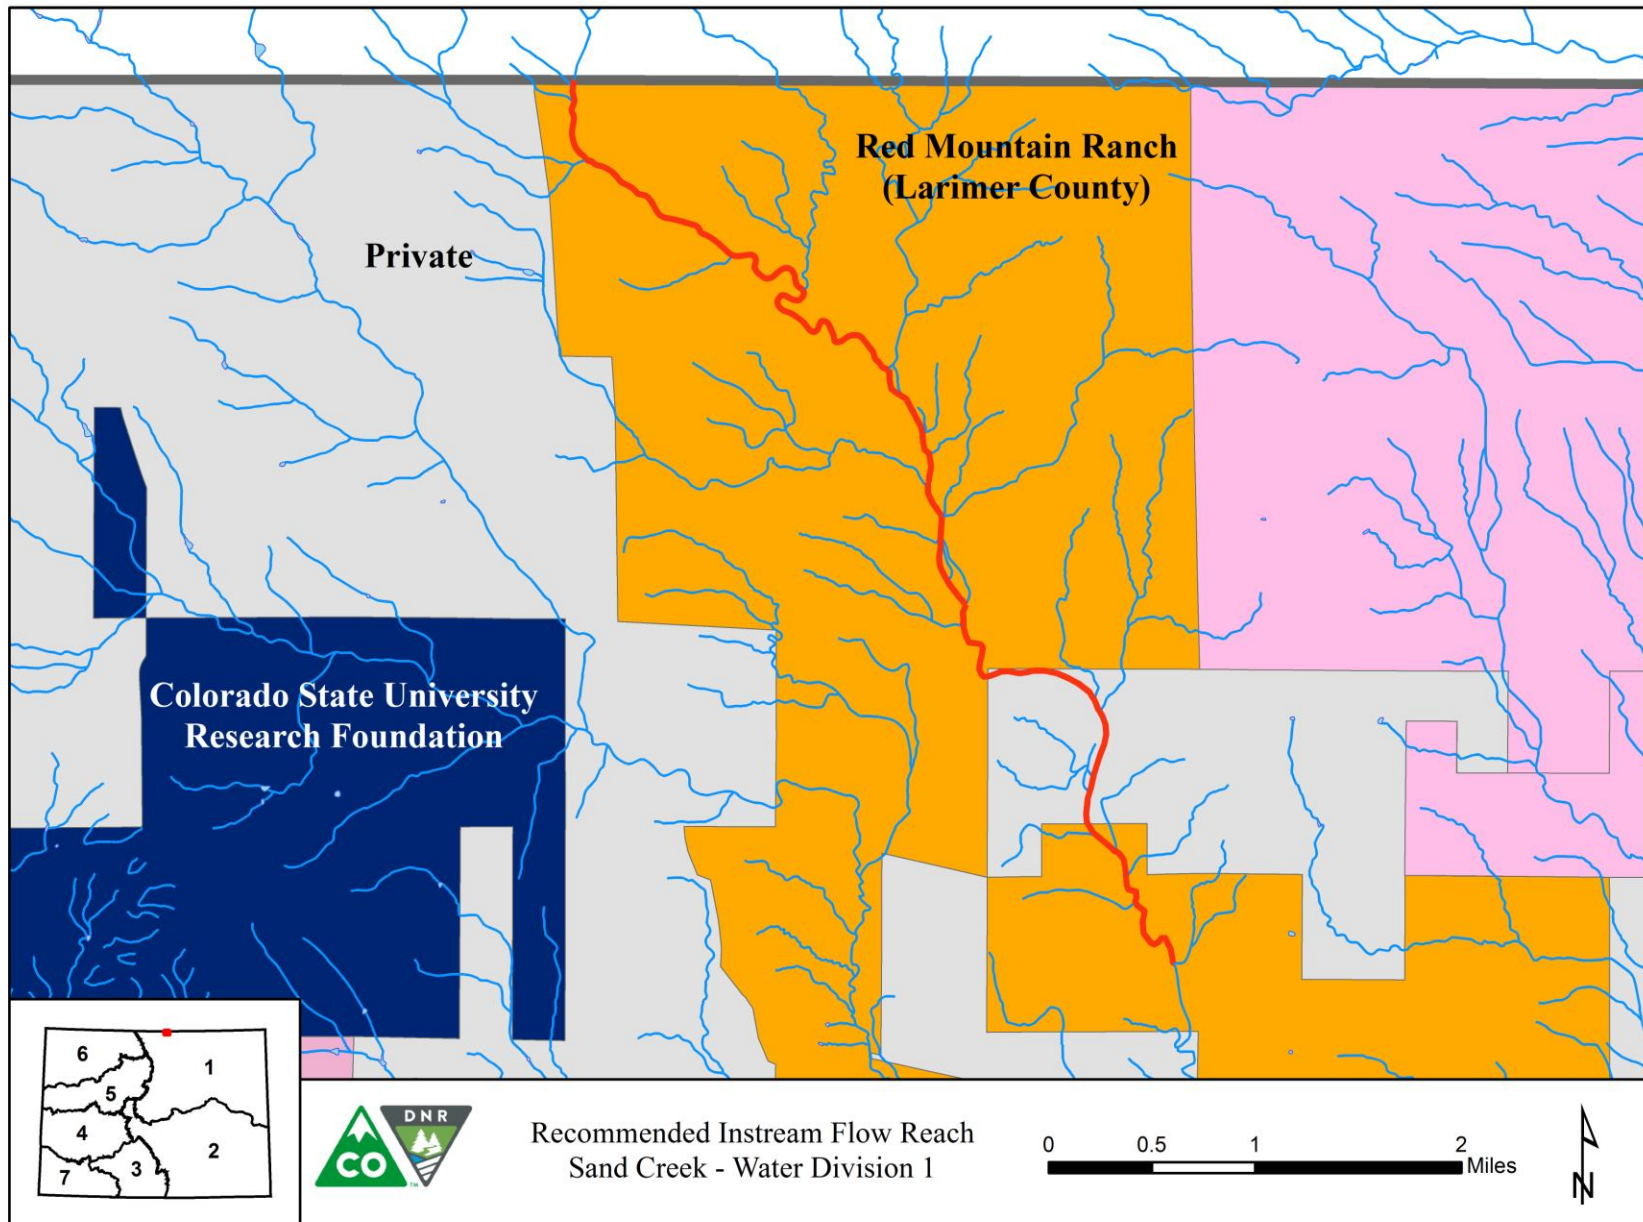 Red Mountain Ranch
(Larimer County)
Private
Colorado State University
Research Foundation
6
1
5
4
2
3
7
CO
TM
DNR
Recommended Instream Flow Reach
Sand Creek - Water Division 1
0 0.5 1 2
Miles
N